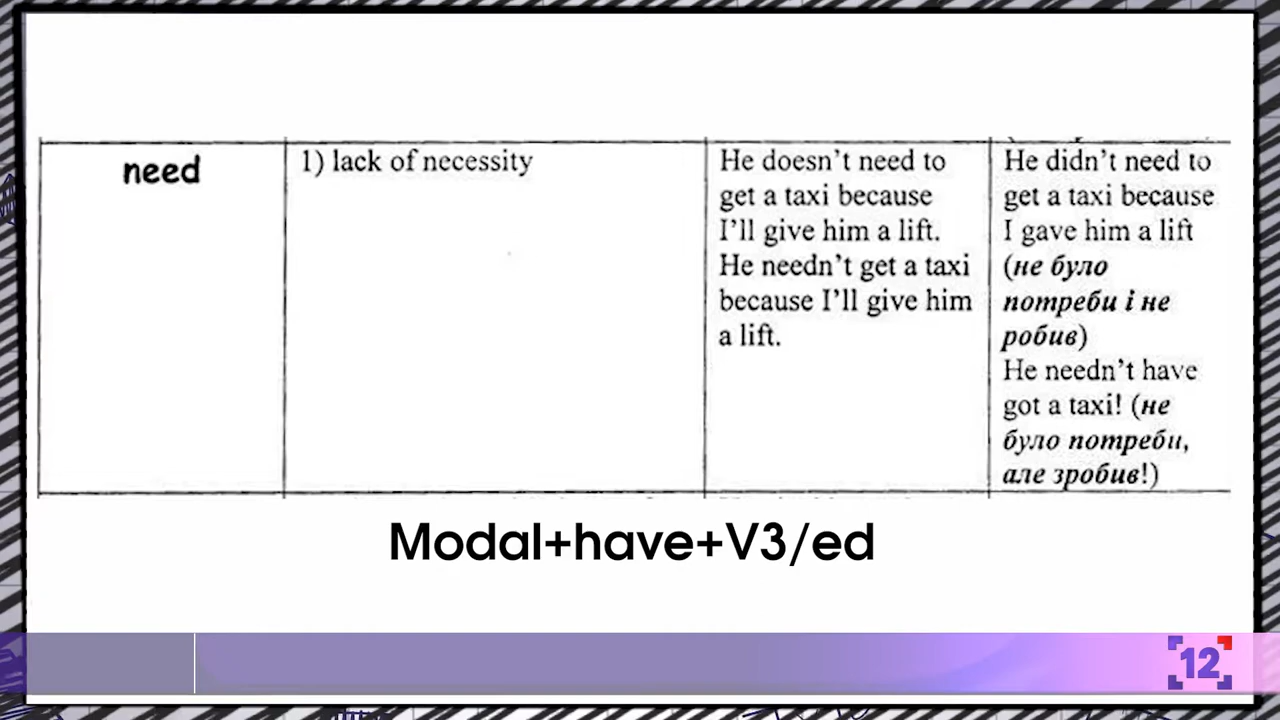 need
1) lack of necessity
He doesn't need to
get a taxi because
I'll give him a lift.
He needn't get a taxi
because I'll give him
a lift.
He didn't need to
get a taxi because
I gave him a lift
(не було
потреби і не
робив)
He needn't have
got a taxi! (не
було потреби,
але зробив!)
Modal+have+V3/ed
12